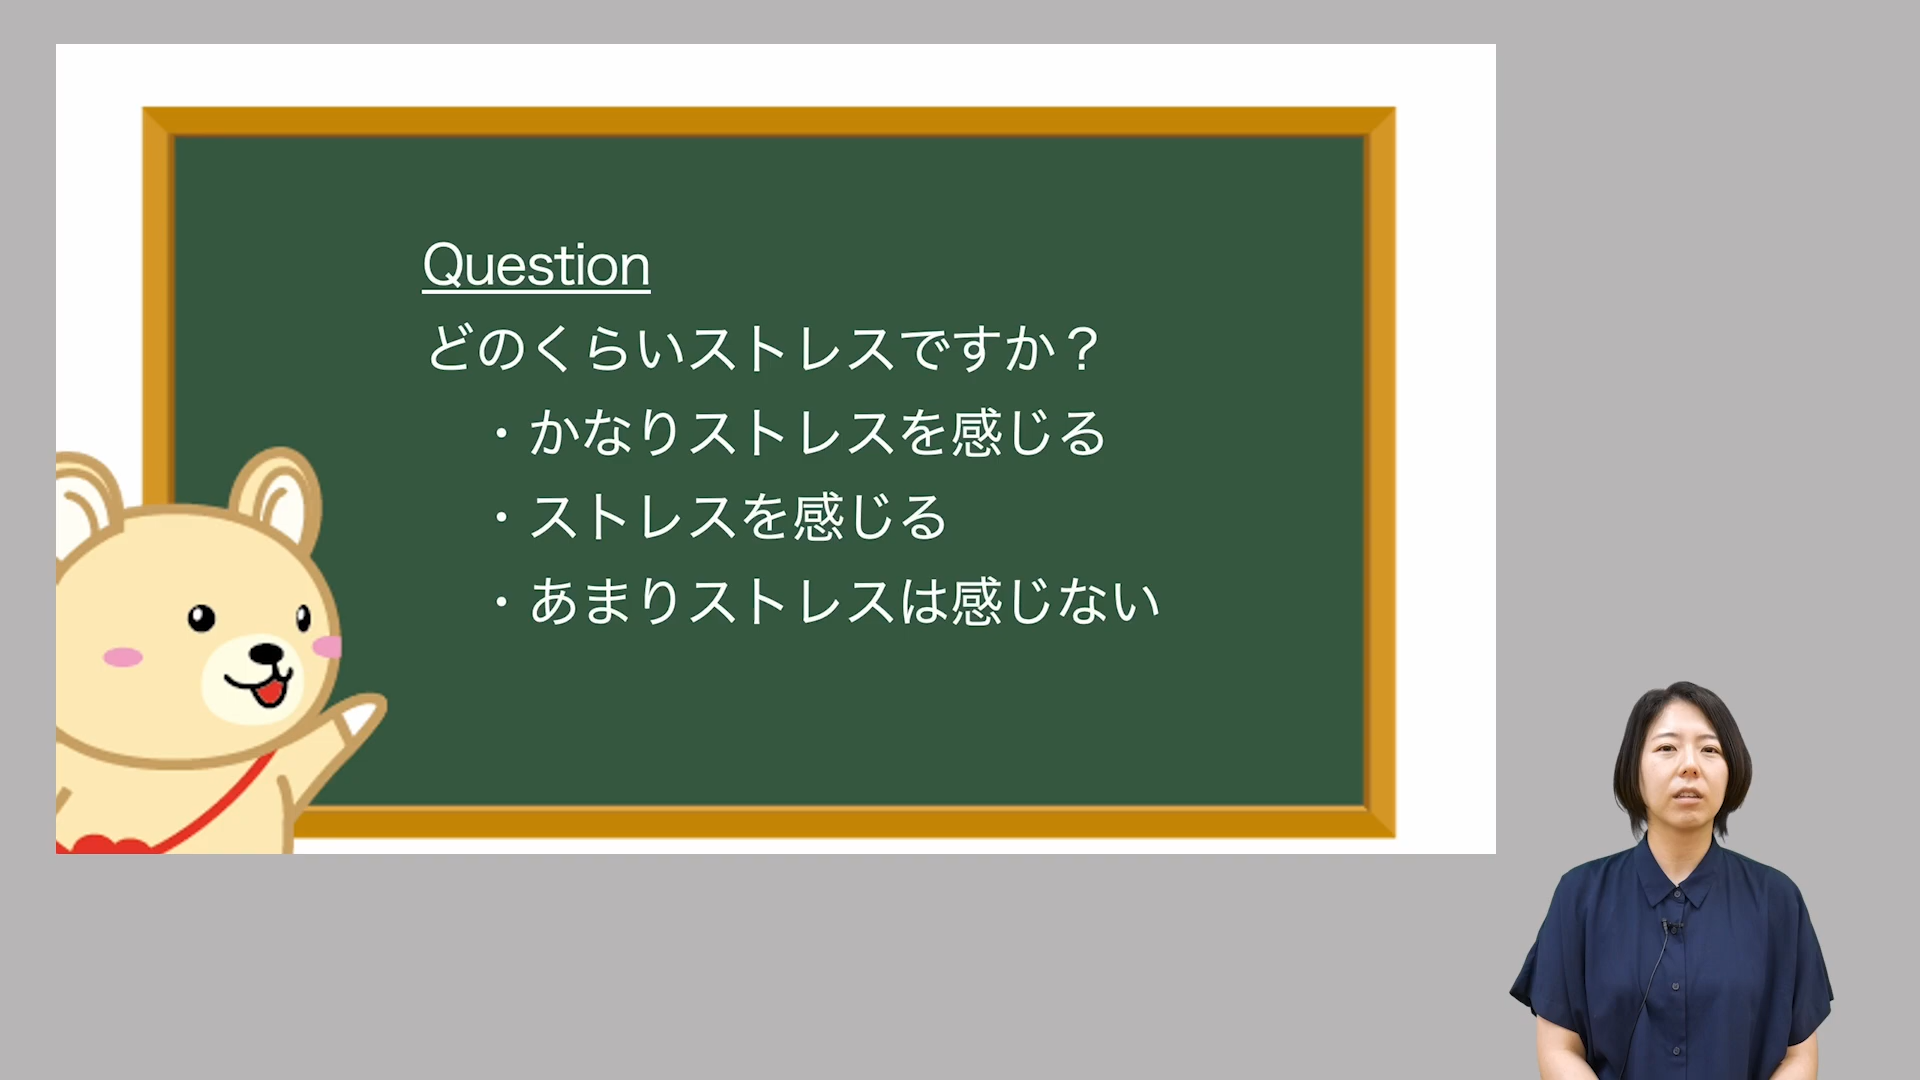 Question
どのくらいストレスですか？
・かなりストレスを感じる
・ストレスを感じる
・あまりストレスは感じない